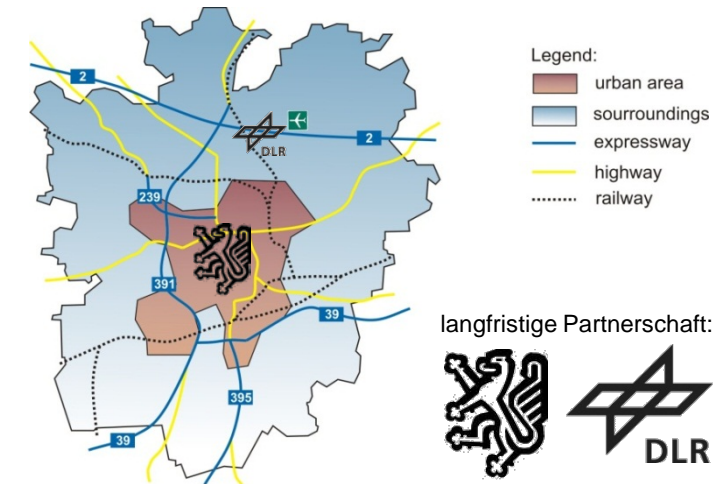 Legend:
urban area
sourroundings
expressway
highway
railway
2
DLR
2
239
391
39
395
39
langfristige Partnerschaft:
DLR